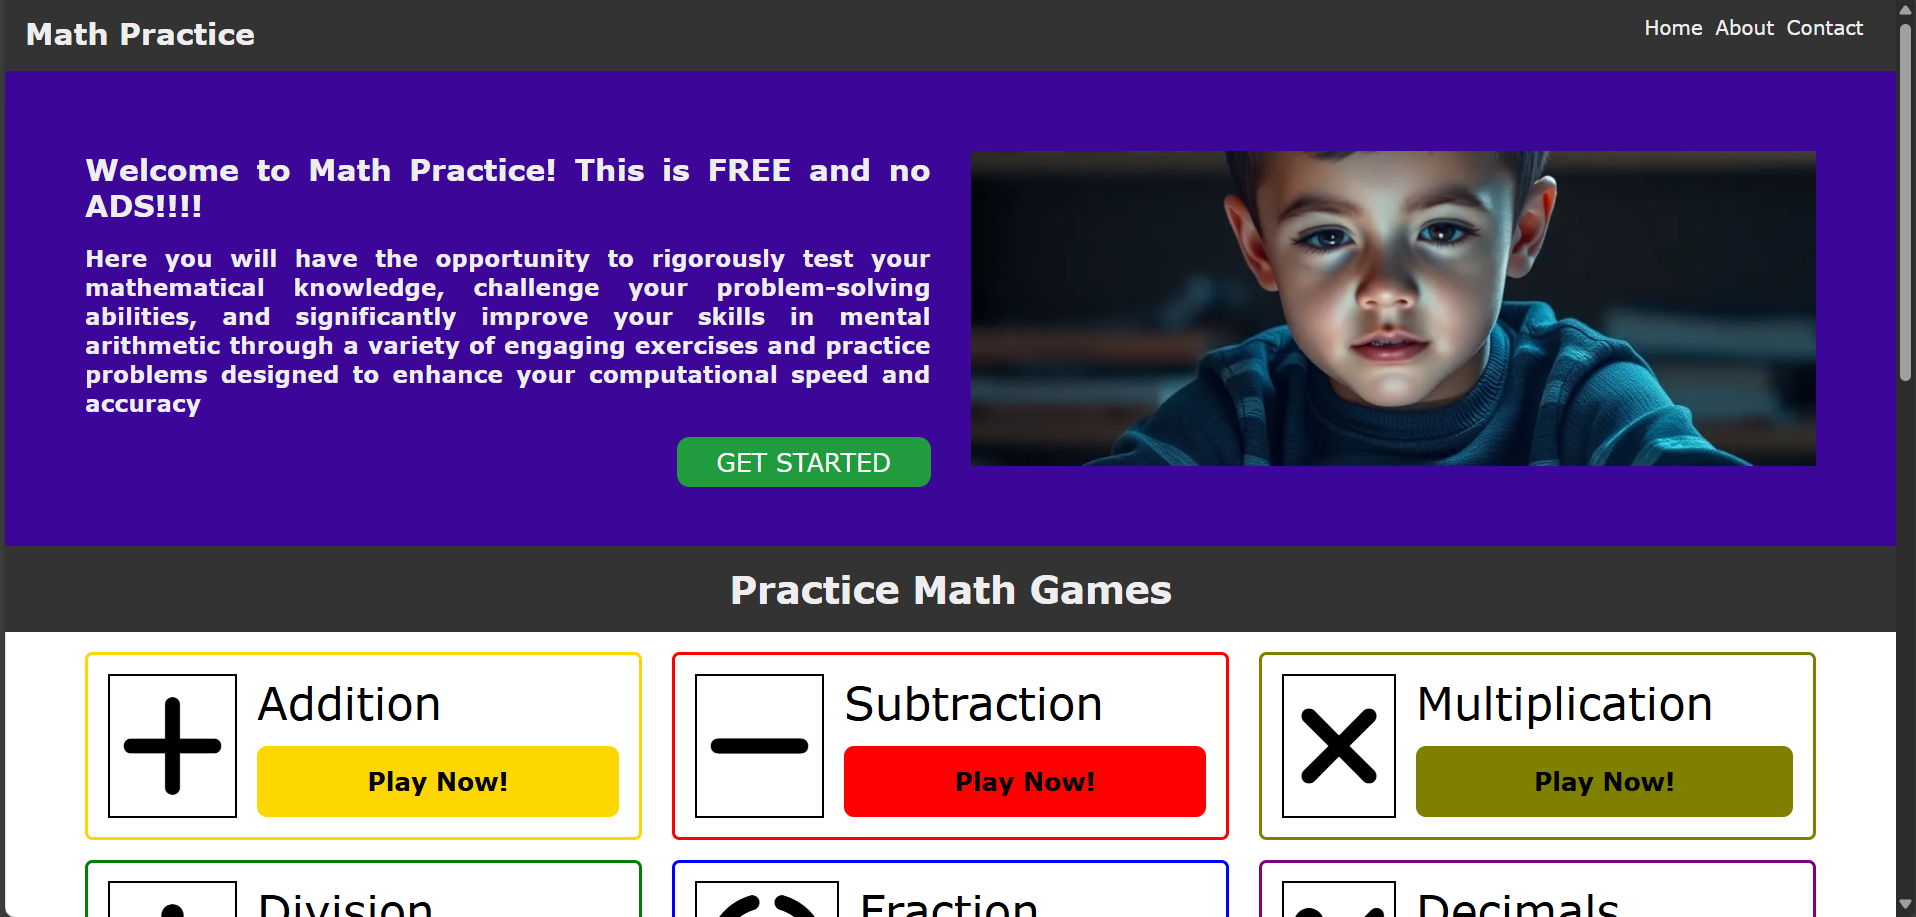 Math Practice
Home About Contact
Welcome to Math Practice! This is FREE and no
ADS!!!!
Here you will have the opportunity to rigorously test your
mathematical knowledge, challenge your problem-solving
abilities, and significantly improve your skills in mental
arithmetic through a variety of engaging exercises and practice
problems designed to enhance your computational speed and
accuracy
GET STARTED
Practice Math Games
Addition
Play Now!
Subtraction
Play Now!
Multiplication
Play Now!
Division
Fraction
Decimals